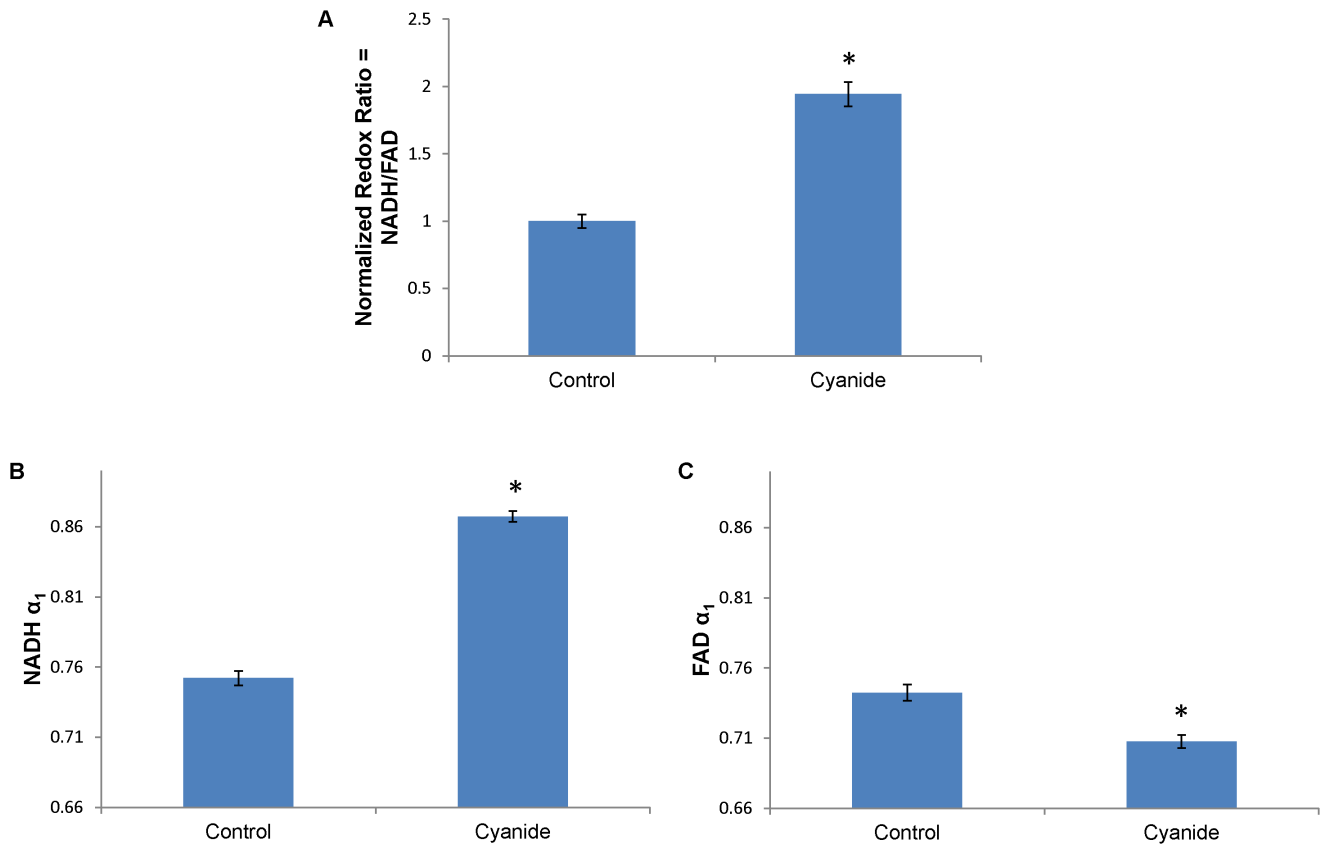 A
Normalized Redox Ratio =
NADH/FAD
2.5
2
1.5
1
0.5
0
*
Control
Cyanide
B
NADH α1
0.86
0.81
0.76
0.71
0.66
*
Control
Cyanide
C
FAD α1
0.86
0.81
0.76
0.71
0.66
*
Control
Cyanide